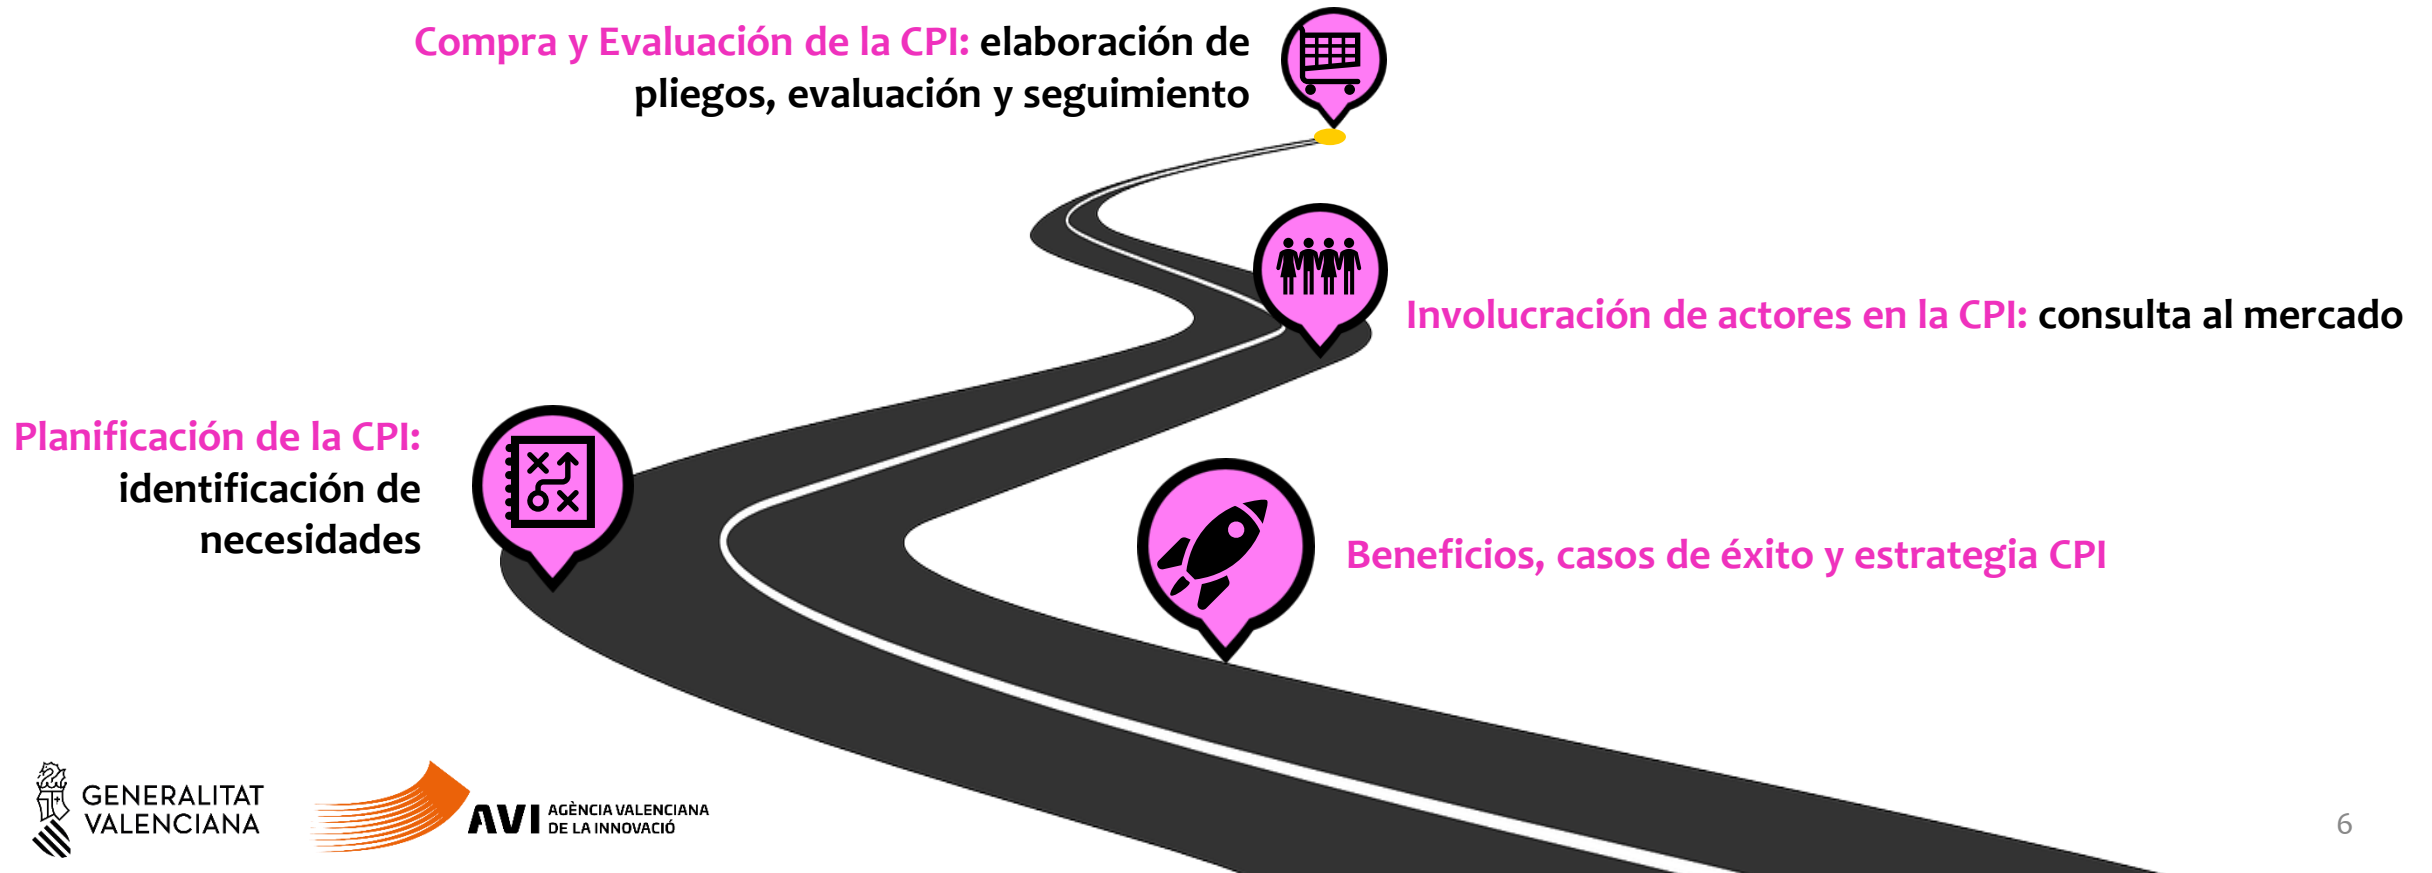 Compra y Evaluación de la CPI: elaboración de
pliegos, evaluación y seguimiento
Involucración de actores en la CPI: consulta al mercado
Planificación de la CPI:
identificación de
necesidades
Beneficios, casos de éxito y estrategia CPI
GENERALITAT
VALENCIANA
AVI
AGÈNCIA VALENCIANA
DE LA INNOVACIÓ
6